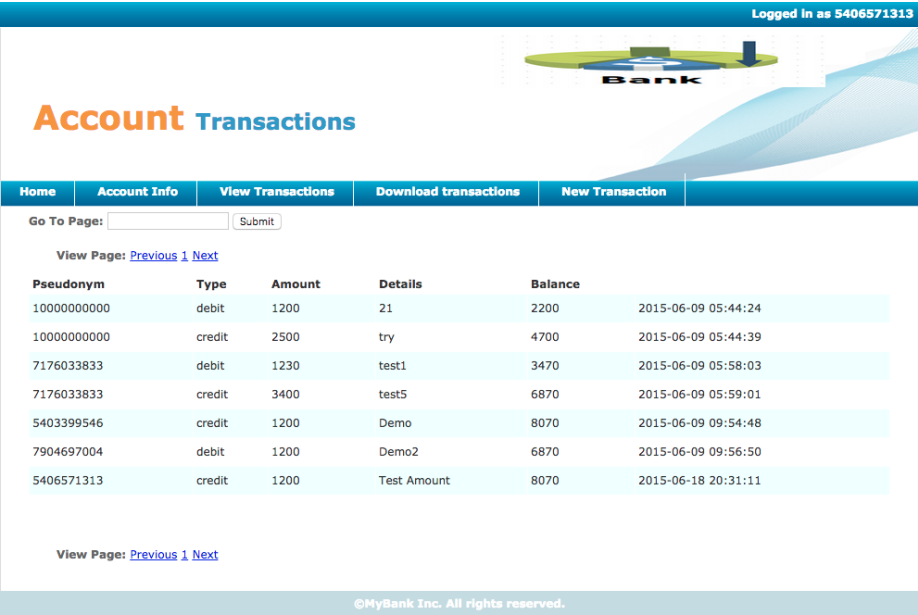 Logged in as 5406571313
Bank
Account Transactions
Home Account Info View Transactions Download transactions New Transaction
Go To Page: Submit
View Page: Previous 1 Next
Pseudonym Type Amount Details Balance
10000000000 debit 1200 21 2200 2015-06-09 05:44:24
10000000000 credit 2500 try 4700 2015-06-09 05:44:39
7176033833 debit 1230 test1 3470 2015-06-09 05:58:03
7176033833 credit 3400 test5 6870 2015-06-09 05:59:01
5403399546 credit 1200 Demo 8070 2015-06-09 09:54:48
7904697004 debit 1200 Demo2 6870 2015-06-09 09:56:50
5406571313 credit 1200 Test Amount 8070 2015-06-18 20:31:11
View Page: Previous 1 Next
©MyBank Inc. All rights reserved.